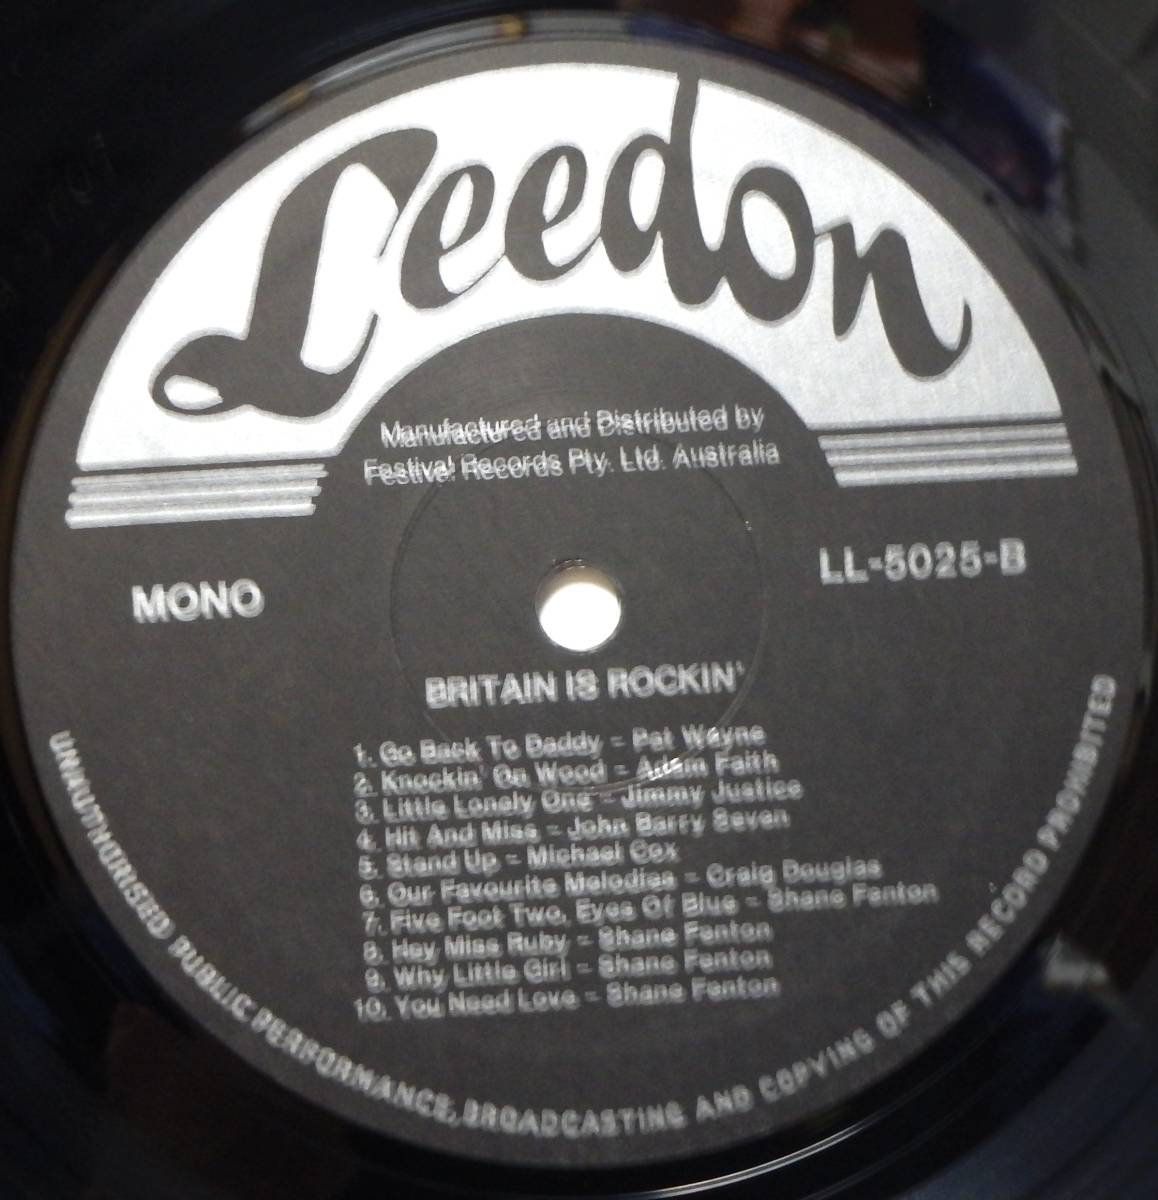 Leedon
Manufactured and Distributed by
Festival Records Pty. Ltd. Australia
MONO
LL-5025-B
BRITAIN IS ROCKIN'
1. Go Back To Daddy - Pat Wayne
2. Knockin' On Wood - Adam Faith
3. Little Lonely One - Jimmy Justice
4. Hit And Miss - John Barry Seven
5. Stand Up - Michael Cox
6. Our Favourite Melodies - Craig Douglas
7. Five Foot Two, Eyes Of Blue - Shane Fenton
8. Hey Miss Ruby - Shane Fenton
9. Why Little Girl - Shane Fenton
10. You Need Love - Shane Fenton
UNAUTHORISED PUBLIC PERFORMANCE, BROADCASTING AND COPYING OF THIS RECORD PROHIBITED